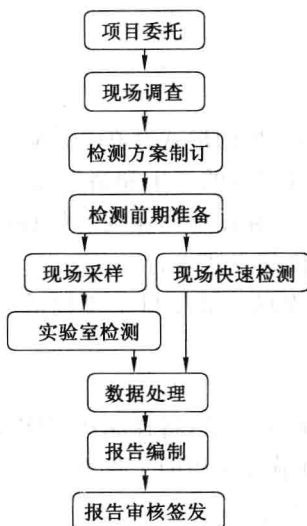 项目委托
现场调查
检测方案制订
检测前期准备
现场采样
现场快速检测
实验室检测
数据处理
报告编制
报告审核签发